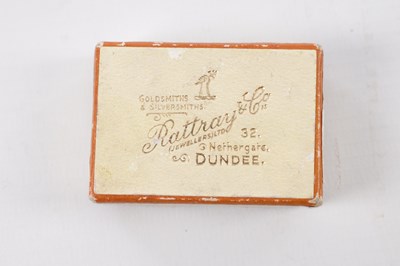 GOLDSMITHS
& SILVERSMITHS.
Rattray & Co
(JEWELLERS) LTD.
32.
Nethergate,
DUNDEE.